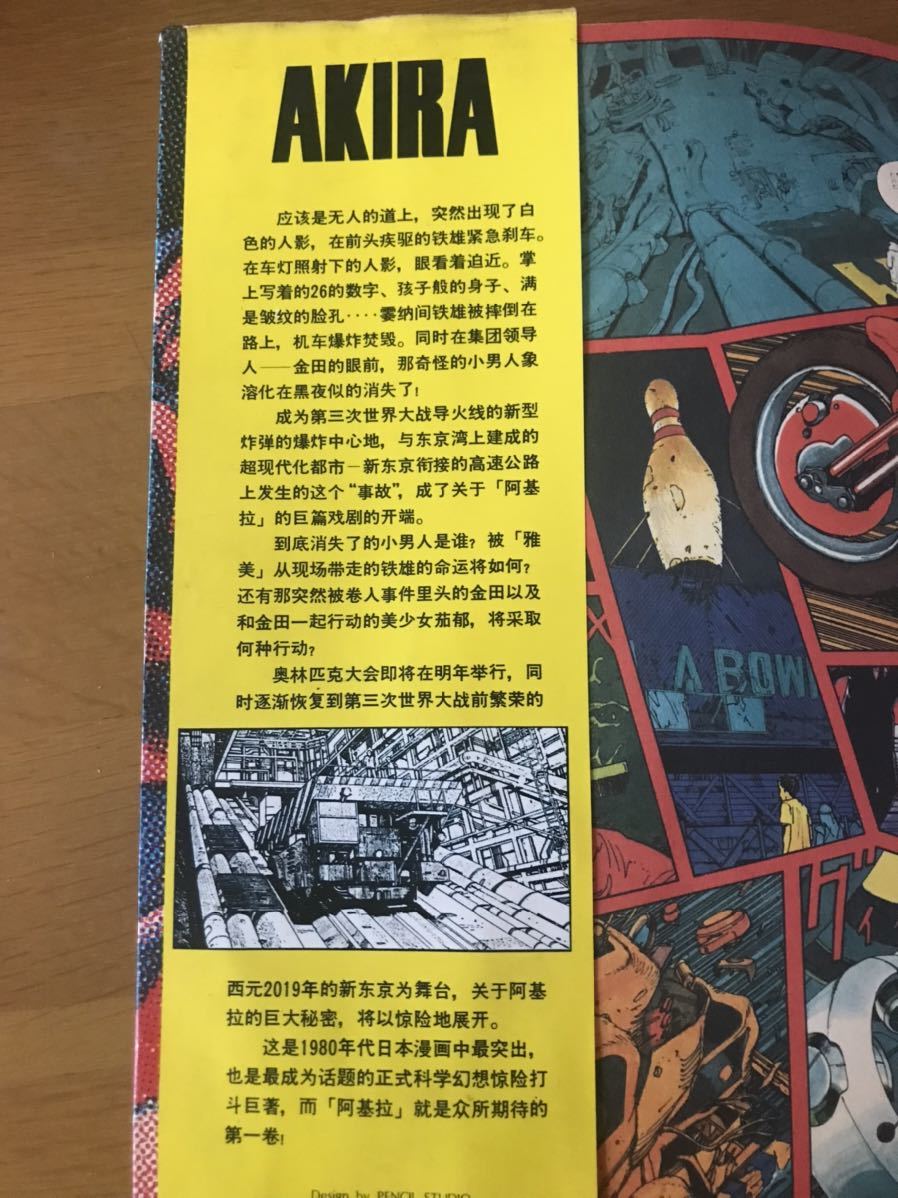 AKIRA
应该是无人的道上，突然出现了白
色的人影，在前头疾驱的铁雄紧急刹车。
在车灯照射下的人影，眼看着迫近。掌
上写着的26的数字、孩子般的身子、满
是皱纹的脸孔····霎纳间铁雄被摔倒在
路上，机车爆炸焚毁。同时在集团领导
人——金田的眼前，那奇怪的小男人象
溶化在黑夜似的消失了！
成为第三次世界大战导火线的新型
炸弹的爆炸中心地，与东京湾上建成的
超现代化都市－新东京衔接的高速公路
上发生的这个“事故”，成了关于「阿基
拉」的巨篇戏剧的开端。
到底消失了的小男人是谁？被「雅
美」从现场带走的铁雄的命运将如何？
还有那突然被卷人事件里头的金田以及
和金田一起行动的美少女茄郁，将采取
何种行动？
奥林匹克大会即将在明年举行，同
时逐渐恢复到第三次世界大战前繁荣的
西元2019年的新东京为舞台，关于阿基
拉的巨大秘密，将以惊险地展开。
这是1980年代日本漫画中最突出，
也是最成为话题的正式科学幻想惊险打
斗巨著，而「阿基拉」就是众所期待的
第一卷！
Design by PENCIL STUDIO
A BOWL
グ